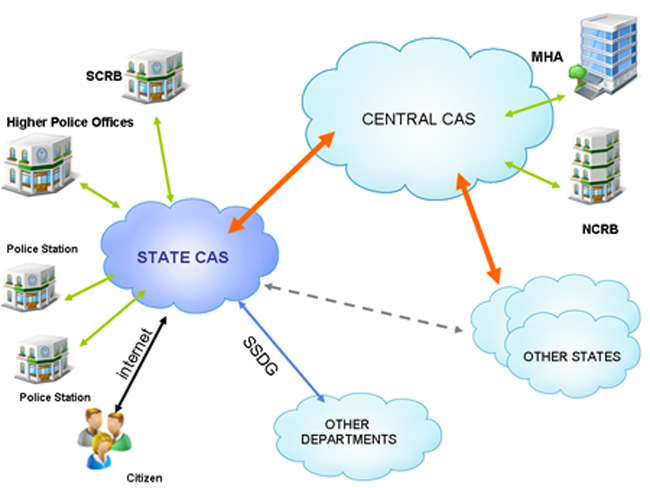 SCRB
MHA
CENTRAL CAS
Higher Police Offices
NCRB
Police Station
STATE CAS
internet
SSDG
OTHER STATES
Police Station
OTHER
DEPARTMENTS
Citizen